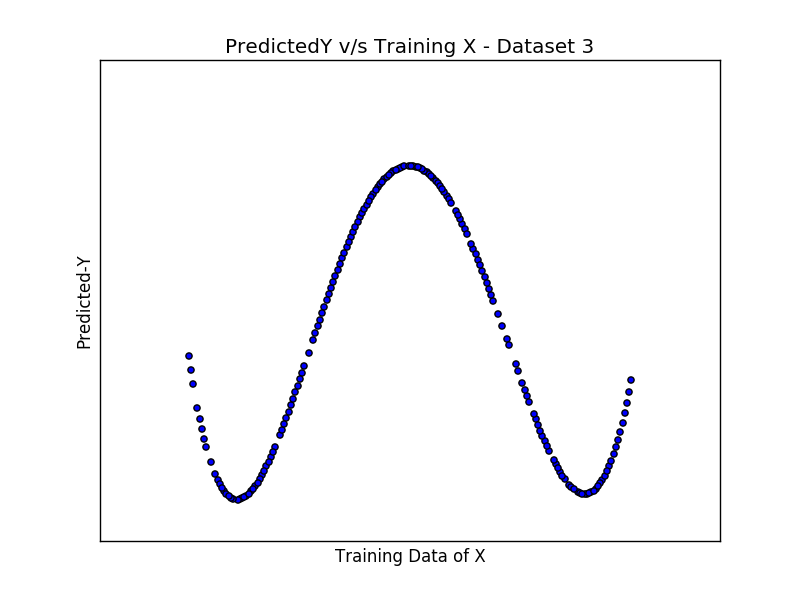 PredictedY v/s Training X - Dataset 3
Predicted-Y
Training Data of X